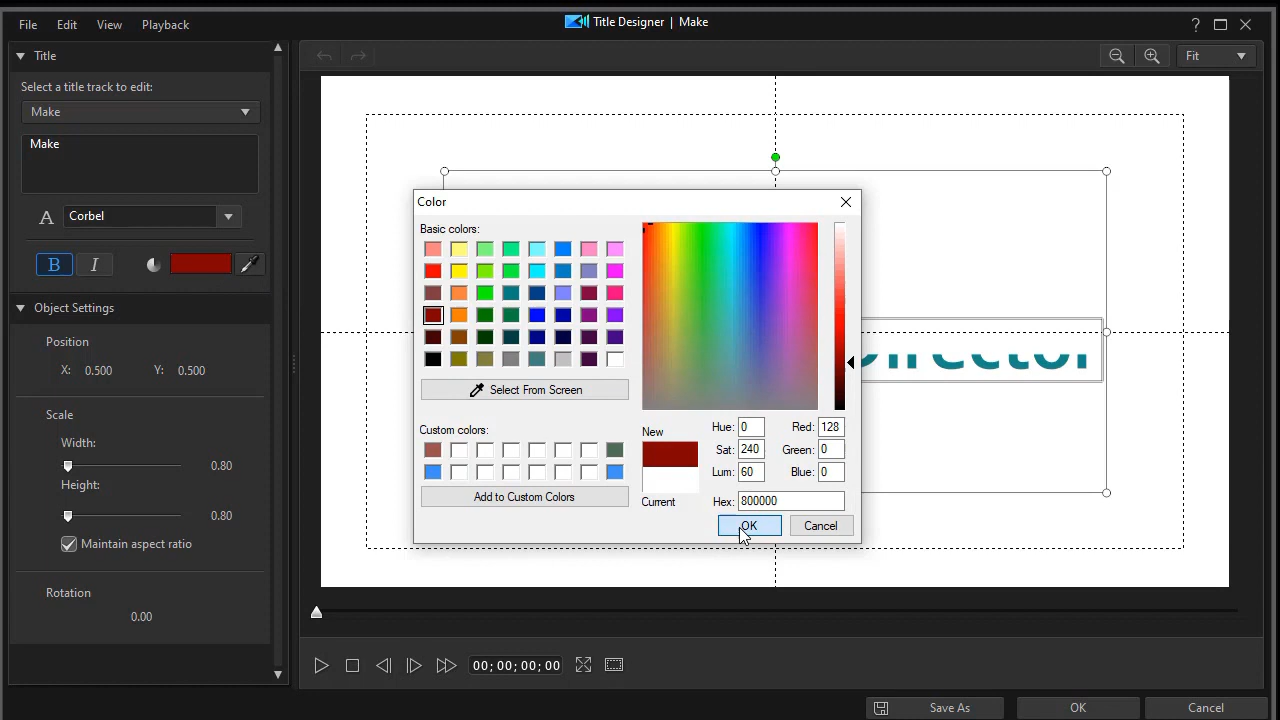 Title Designer | Make
File Edit View Playback
Title
Select a title track to edit:
Make
Make
A Corbel
B I
Object Settings
Position
X: 0.500 Y: 0.500
Scale
Width:
0.80
Height:
0.80
Maintain aspect ratio
Rotation
0.00
?
Fit
Color
Basic colors:
Select From Screen
Custom colors:
Add to Custom Colors
New
Current
Hue: 0
Sat: 240
Lum: 60
Red: 128
Green: 0
Blue: 0
Hex: 800000
OK Cancel
Director
00; 00; 00; 00
Save As OK Cancel